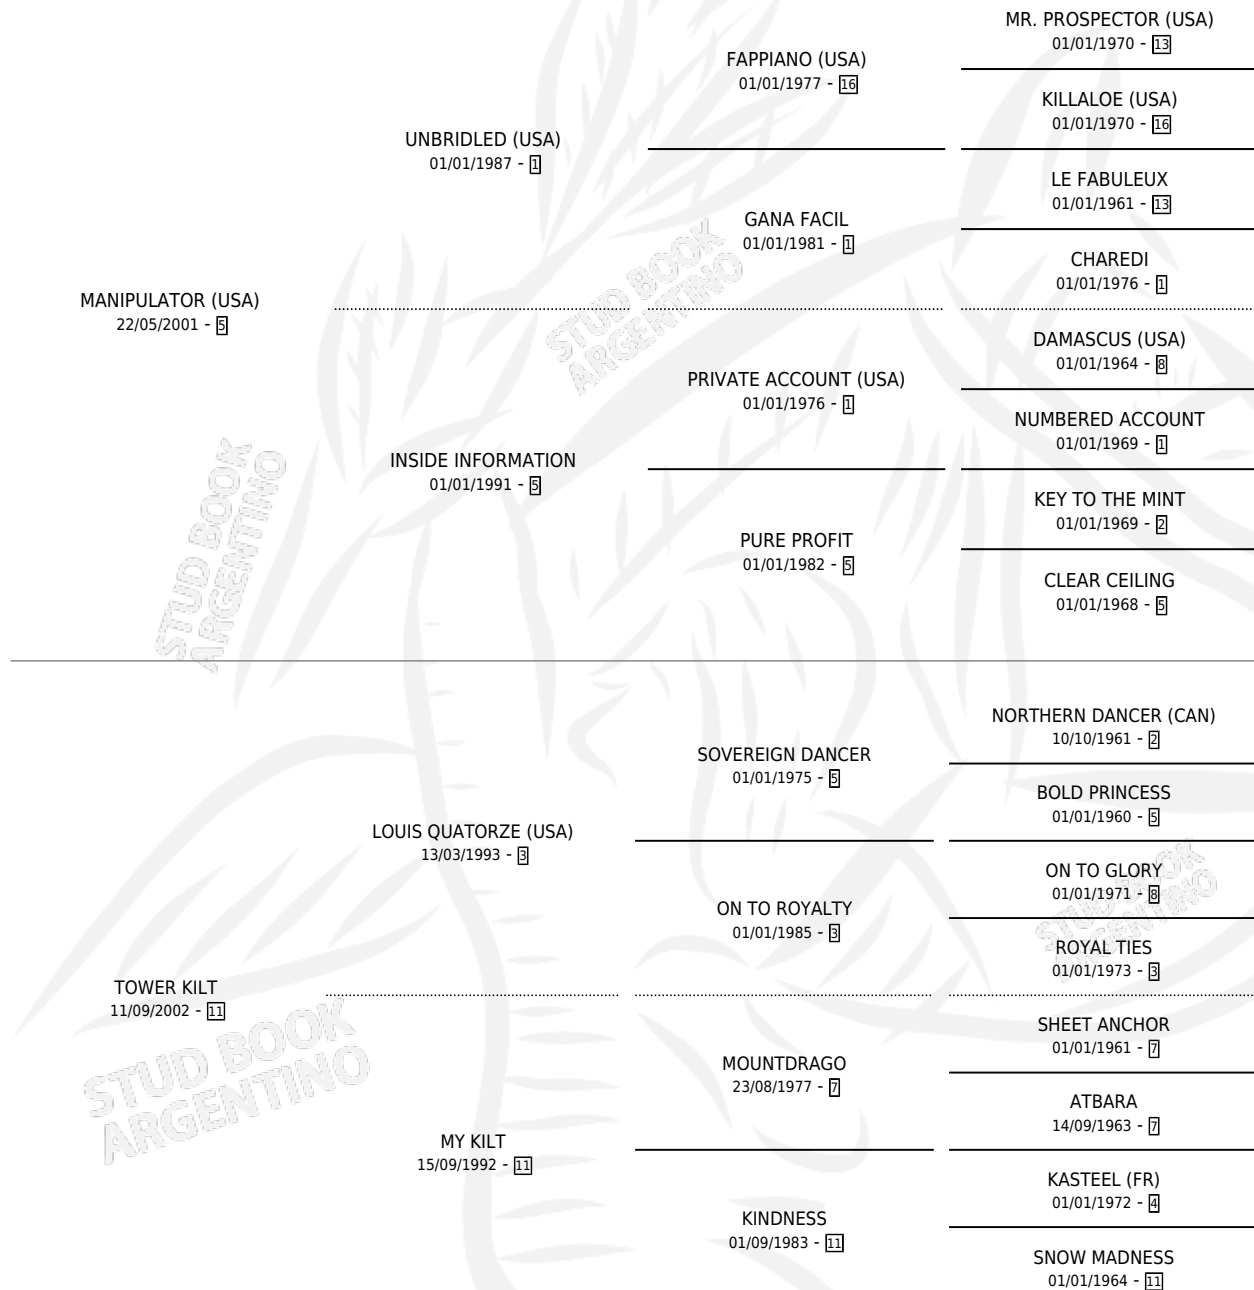 MR. PROSPECTOR (USA)
01/01/1970 - 13
FAPPIANO (USA)
01/01/1977 - 16
KILLALOE (USA)
01/01/1970 - 16
UNBRIDLED (USA)
01/01/1987 - 1
LE FABULEUX
01/01/1961 - 13
GANA FACIL
01/01/1981 - 1
CHAREDI
01/01/1976 - 1
MANIPULATOR (USA)
22/05/2001 - 5
STUD BOOK
ARGENTINO
DAMASCUS (USA)
01/01/1964 - 8
PRIVATE ACCOUNT (USA)
01/01/1976 - 1
NUMBERED ACCOUNT
01/01/1969 - 1
INSIDE INFORMATION
01/01/1991 - 5
KEY TO THE MINT
01/01/1969 - 2
PURE PROFIT
01/01/1982 - 5
CLEAR CEILING
01/01/1968 - 5
STUD BOOK
ARGENTINO
NORTHERN DANCER (CAN)
10/10/1961 - 2
SOVEREIGN DANCER
01/01/1975 - 5
BOLD PRINCESS
01/01/1960 - 5
LOUIS QUATORZE (USA)
13/03/1993 - 3
ON TO GLORY
01/01/1971 - 8
ON TO ROYALTY
01/01/1985 - 3
ROYAL TIES
01/01/1973 - 3
STUD BOOK
ARGENTINO
TOWER KILT
11/09/2002 - 11
SHEET ANCHOR
01/01/1961 - 7
MOUNTDRAGO
23/08/1977 - 7
ATBARA
14/09/1963 - 7
STUD BOOK
ARGENTINO
MY KILT
15/09/1992 - 11
KASTEEL (FR)
01/01/1972 - 4
KINDNESS
01/09/1983 - 11
SNOW MADNESS
01/01/1964 - 11